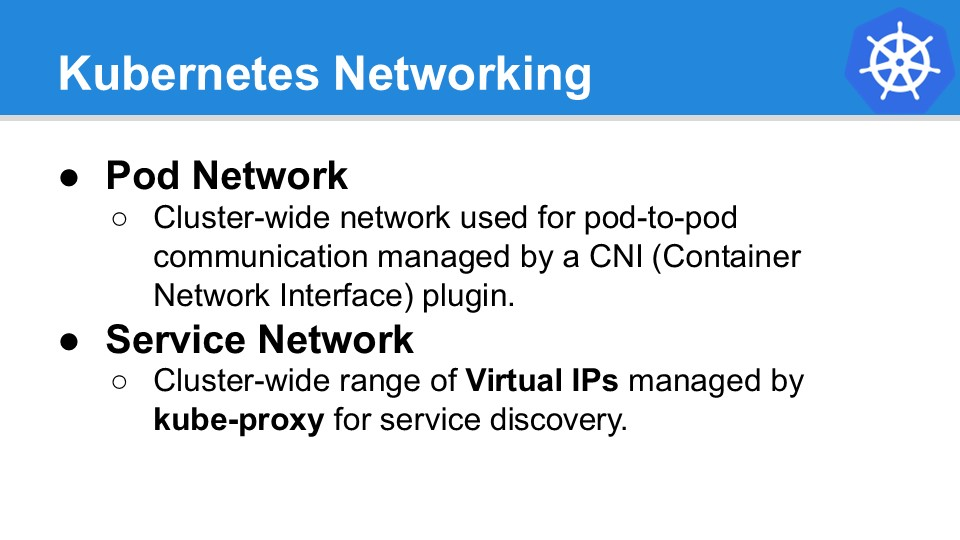 Kubernetes Networking
● Pod Network
○ Cluster-wide network used for pod-to-pod
communication managed by a CNI (Container
Network Interface) plugin.
● Service Network
○ Cluster-wide range of Virtual IPs managed by
kube-proxy for service discovery.